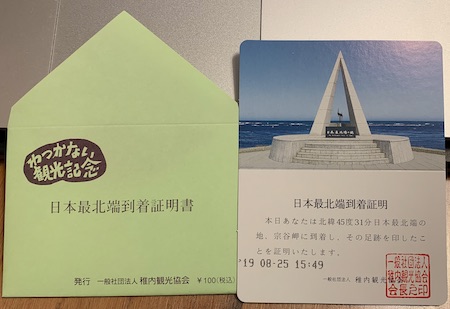 わっかない
観光記念
日本最北端到着証明書
発行 一般社団法人 稚内観光協会 ¥100(税込)
日本最北端の地
日本最北端到着証明
本日あなたは北緯45度31分日本最北端の
地、宗谷岬に到着し、その足跡を印したこ
とを証明いたします。
'19 08-25 15:49
一般社団法人 稚内観光
一般社団法人
稚内観光協会
会長之印